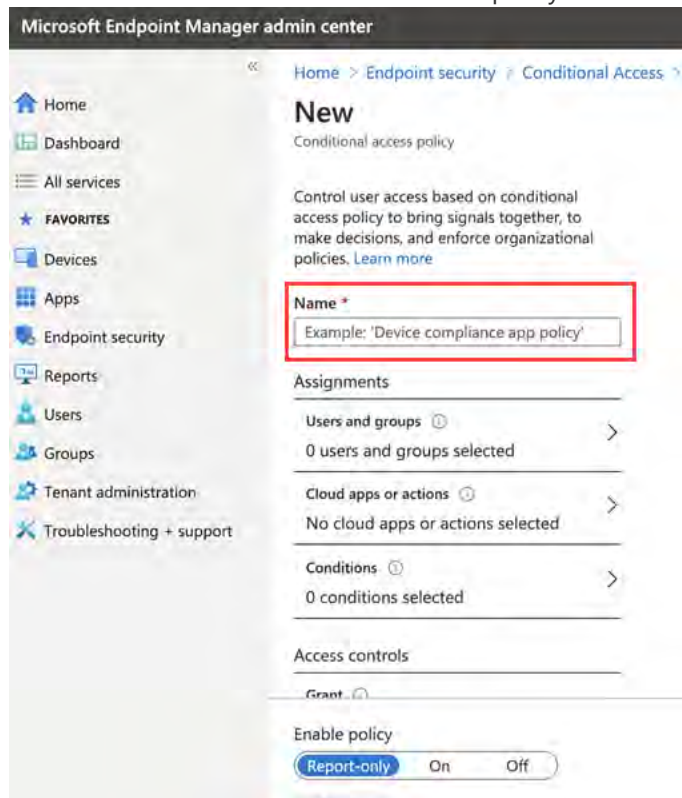 Microsoft Endpoint Manager admin center
«
Home > Endpoint security > Conditional Access >
Home
Dashboard
All services
FAVORITES
Devices
Apps
Endpoint security
Reports
Users
Groups
Tenant administration
Troubleshooting + support
New
Conditional access policy
Control user access based on conditional
access policy to bring signals together, to
make decisions, and enforce organizational
policies. Learn more
Name *
Example: 'Device compliance app policy'
Assignments
Users and groups
0 users and groups selected
Cloud apps or actions
No cloud apps or actions selected
Conditions
0 conditions selected
Access controls
Grant
Enable policy
Report-only On Off